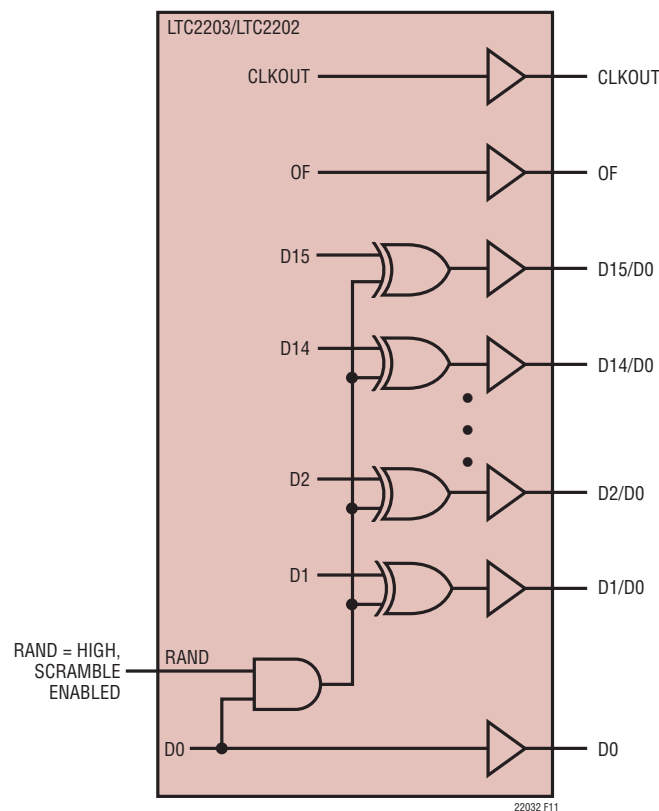 LTC2203/LTC2202
CLKOUT
CLKOUT
OF
OF
D15
D15/D0
D14
D14/D0
D2
D2/D0
D1
D1/D0
RAND = HIGH,
SCRAMBLE
ENABLED
RAND
D0
D0
22032 F11